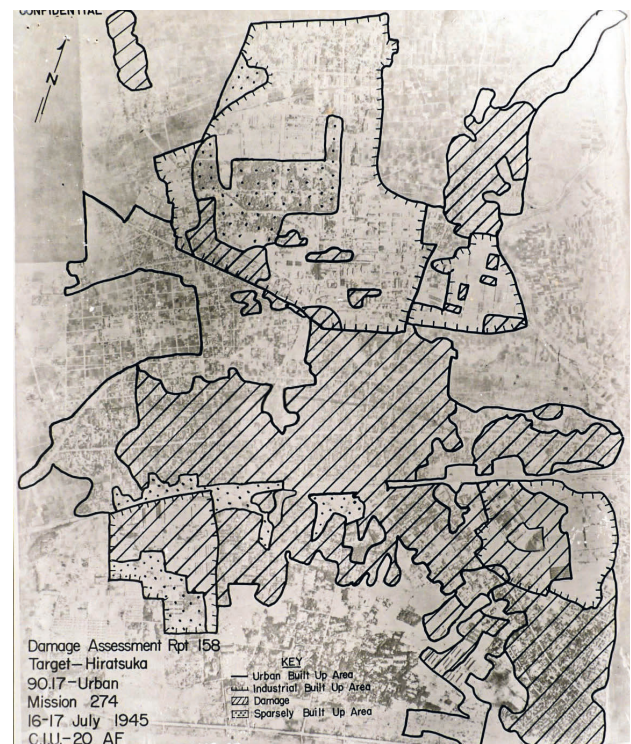 CONFIDENTIAL
N
Damage Assessment Rpt 158
Target—Hiratsuka
90.17-Urban
Mission 274
16-17 July 1945
C.I.U.-20 AF
KEY
Urban Built Up Area
Industrial Built Up Area
Damage
Sparsely Built Up Area